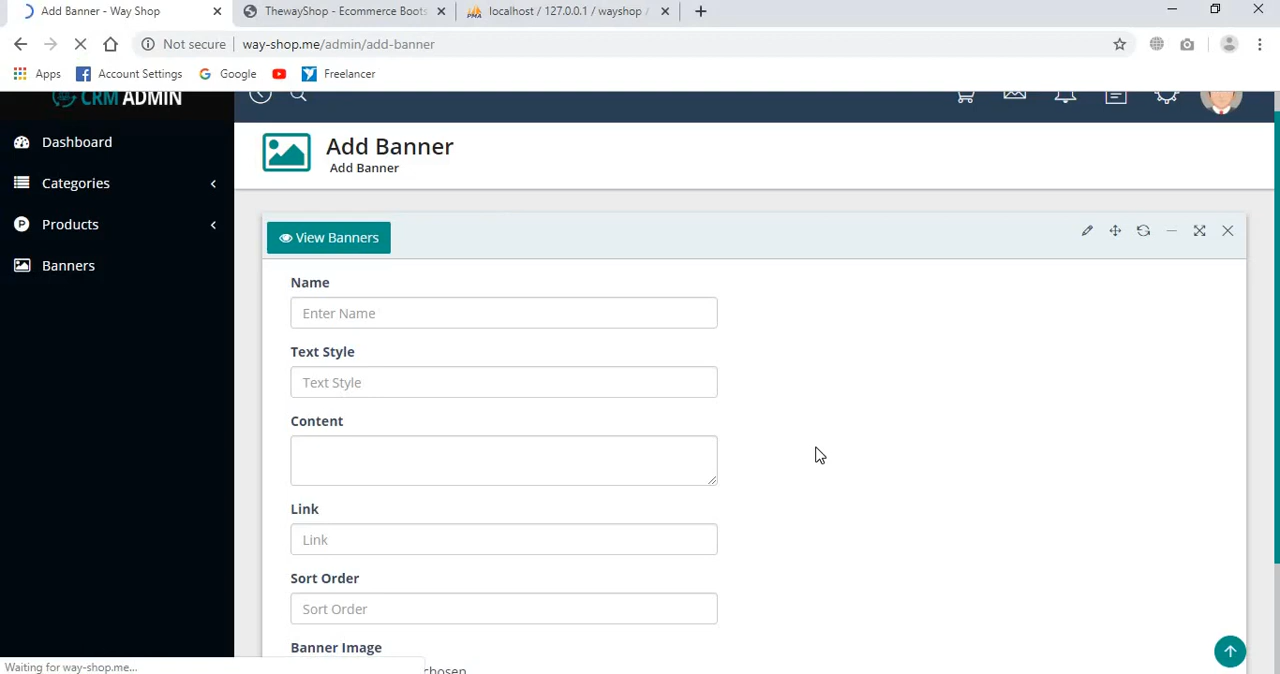 Add Banner - Way Shop
ThewayShop - Ecommerce Boots
localhost / 127.0.0.1 / wayshop /
Not secure
way-shop.me/admin/add-banner
Apps
Account Settings
Google
Freelancer
CRM ADMIN
Dashboard
Categories
Products
Banners
Add Banner
Add Banner
View Banners
Name
Enter Name
Text Style
Text Style
Content
Link
Link
Sort Order
Sort Order
Banner Image
chosen
Waiting for way-shop.me...